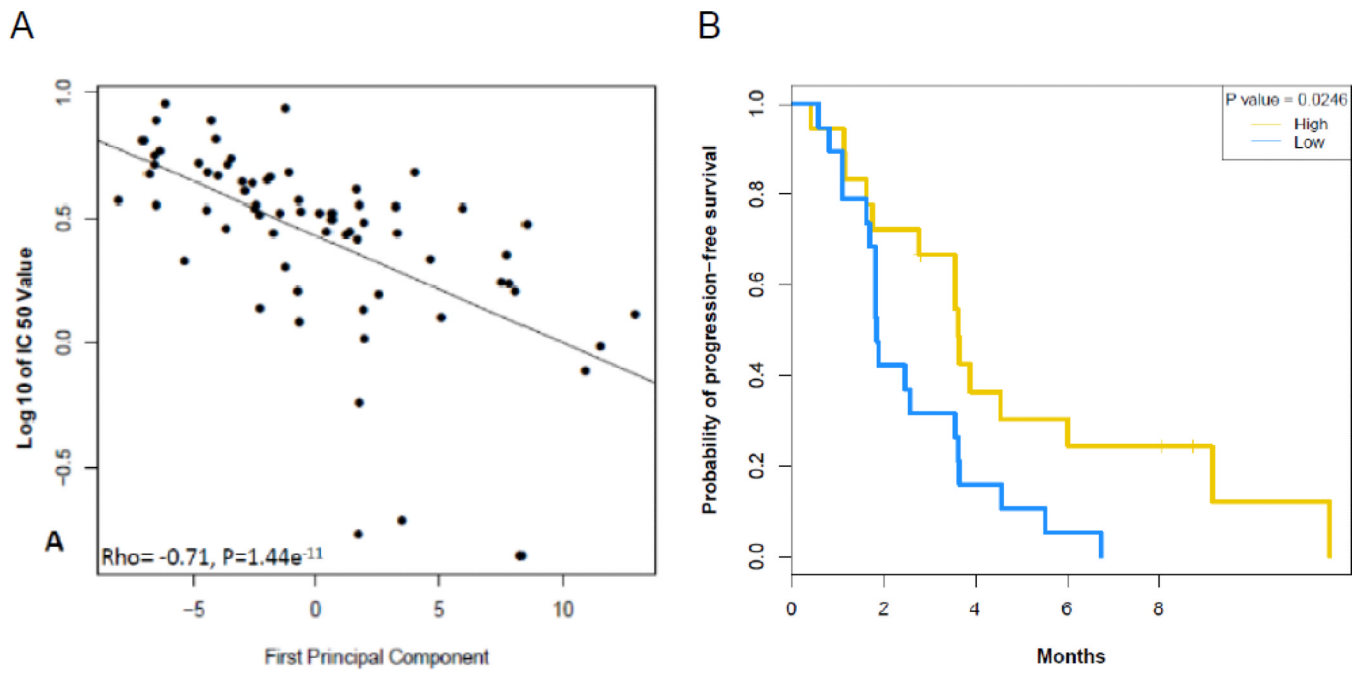 A
B
1.0
0.5
0.0
−0.5
Log 10 of IC 50 Value
A
Rho= -0.71, P=1.44e⁻¹¹
−5
0
5
10
First Principal Component
P value = 0.0246
High
Low
1.0
0.8
0.6
0.4
0.2
0.0
Probability of progression−free survival
0
2
4
6
8
Months